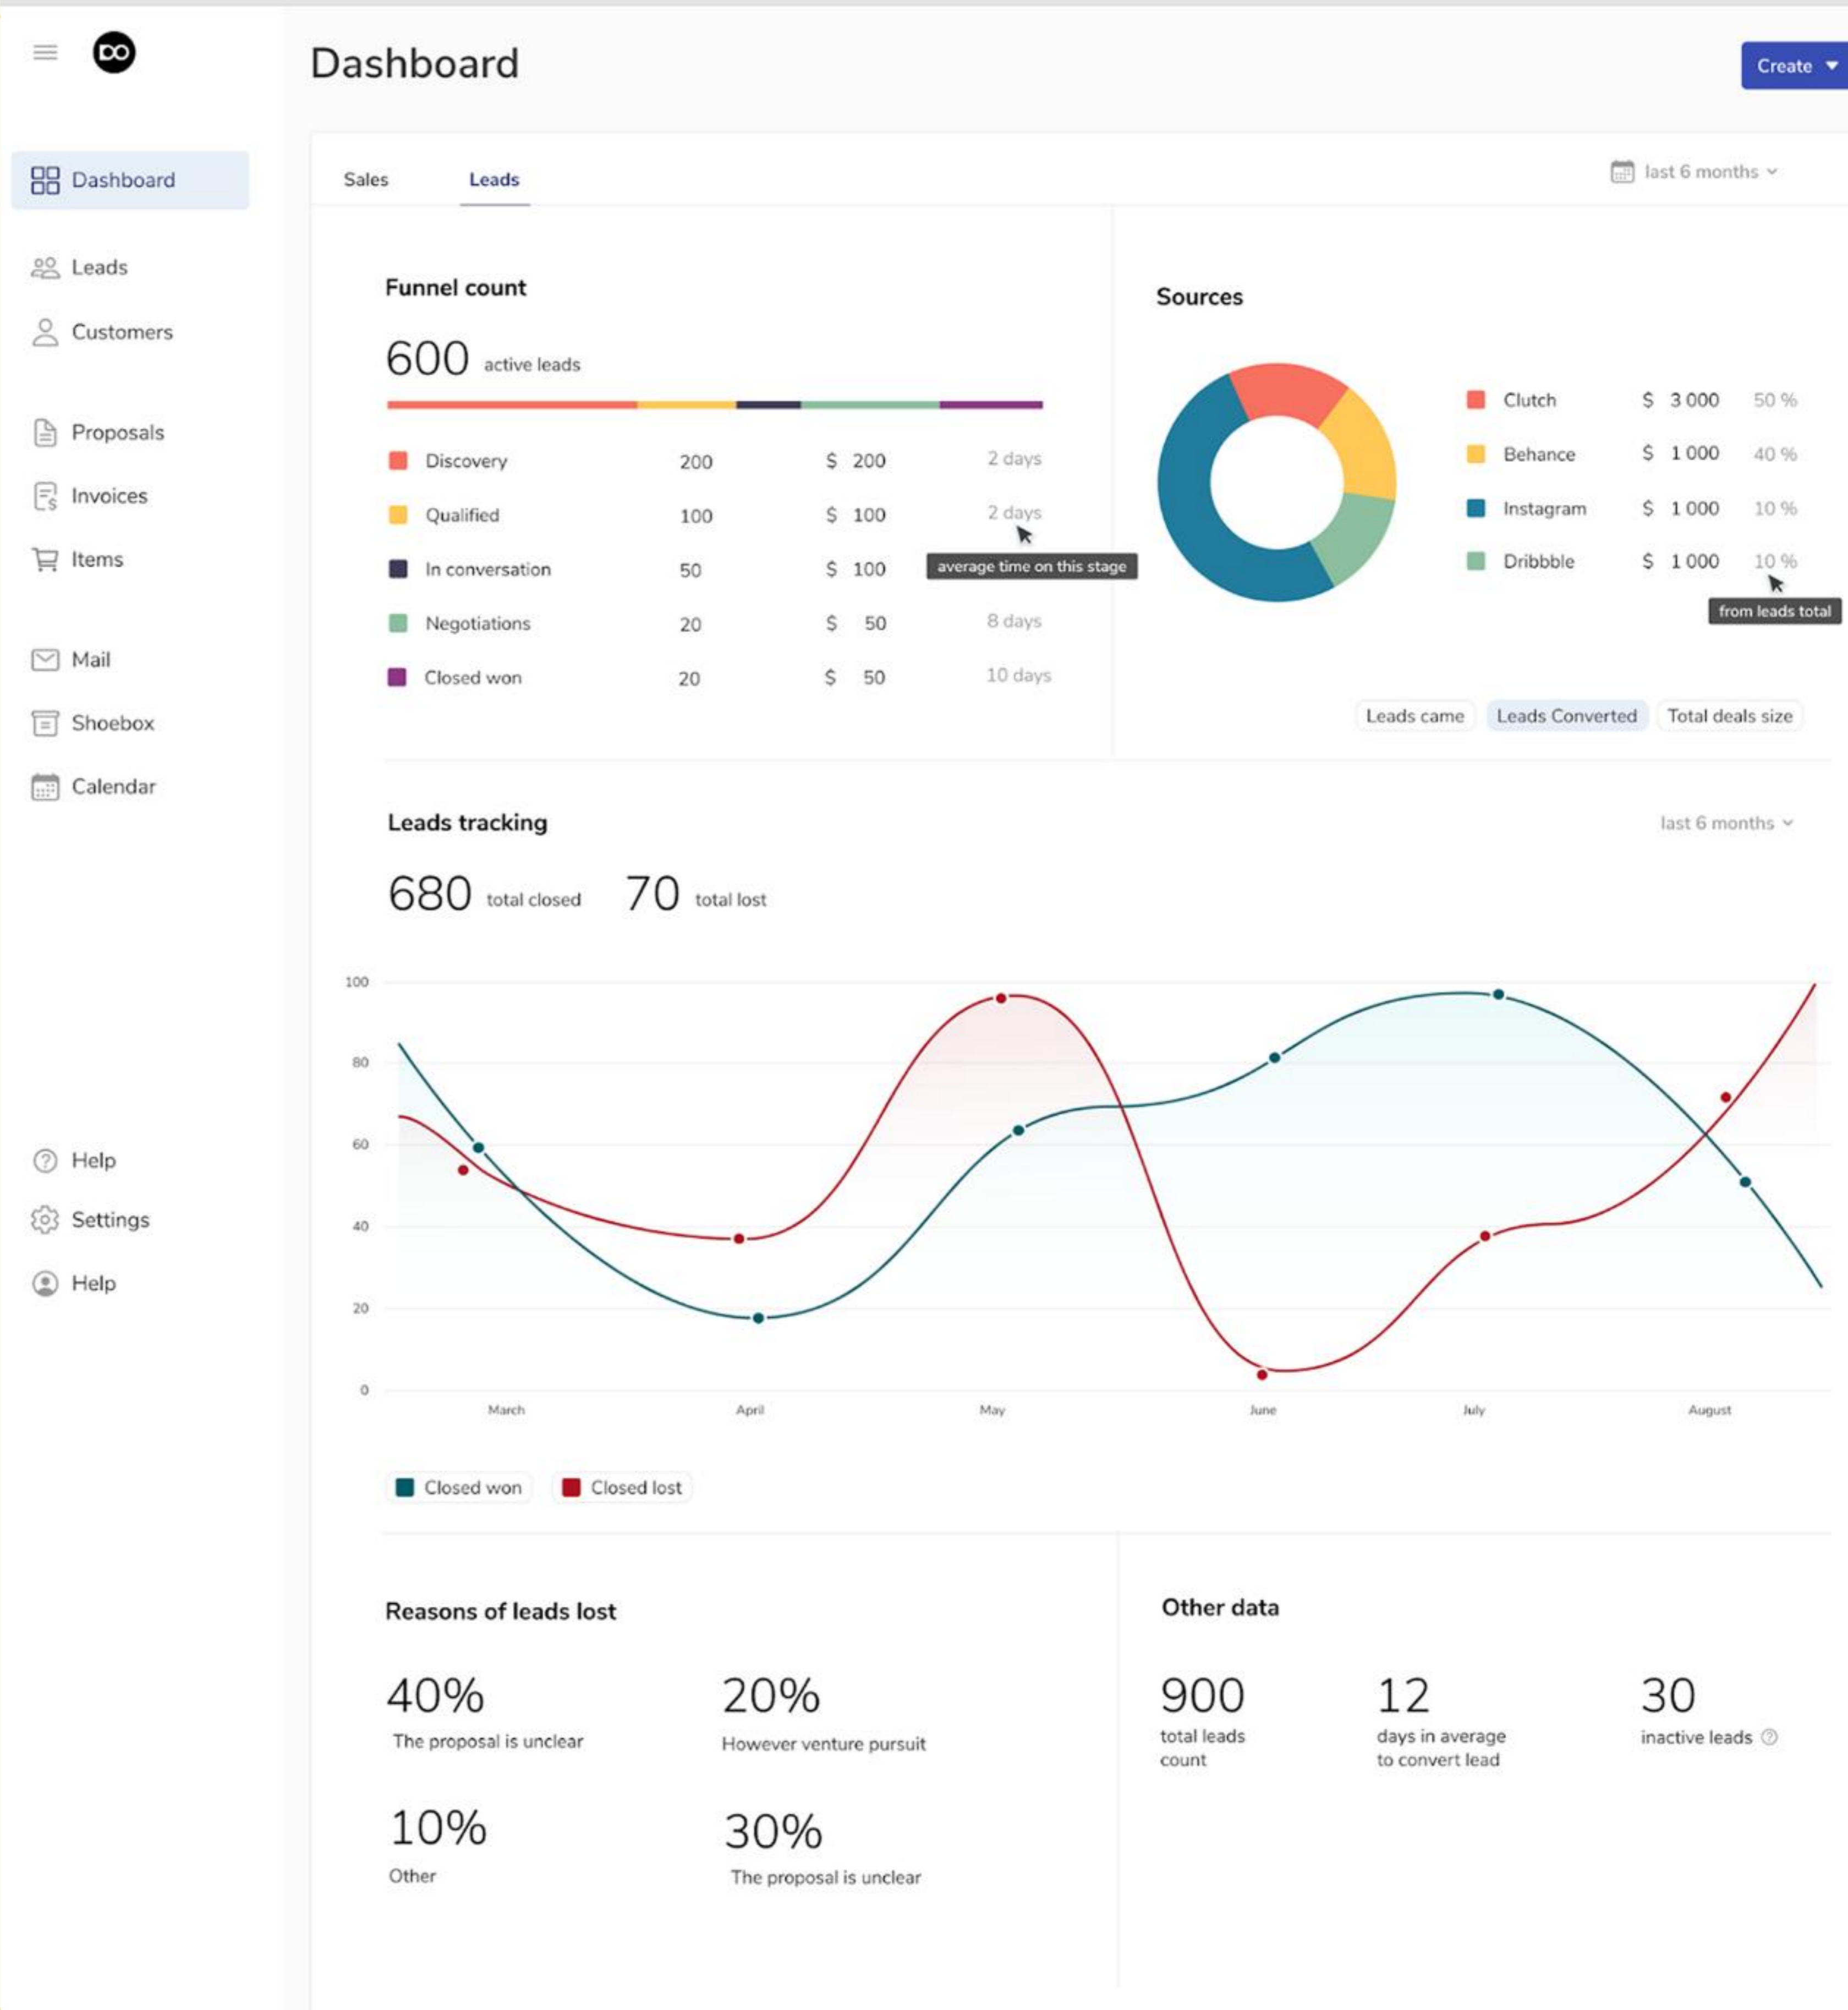 DO
Dashboard
Create
Dashboard
Leads
Customers
Proposals
Invoices
Items
Mail
Shoebox
Calendar
Help
Settings
Help
Sales Leads
last 6 months
Funnel count
600 active leads
Discovery 200 $ 200 2 days
Qualified 100 $ 100 2 days
In conversation 50 $ 100
average time on this stage
Negotiations 20 $ 50 8 days
Closed won 20 $ 50 10 days
Sources
Clutch $ 3 000 50 %
Behance $ 1 000 40 %
Instagram $ 1 000 10 %
Dribbble $ 1 000 10 %
from leads total
Leads came Leads Converted Total deals size
Leads tracking
last 6 months
680 total closed 70 total lost
100
80
60
40
20
0
March April May June July August
Closed won Closed lost
Reasons of leads lost
40%
The proposal is unclear
20%
However venture pursuit
10%
Other
30%
The proposal is unclear
Other data
900
total leads
count
12
days in average
to convert lead
30
inactive leads ?